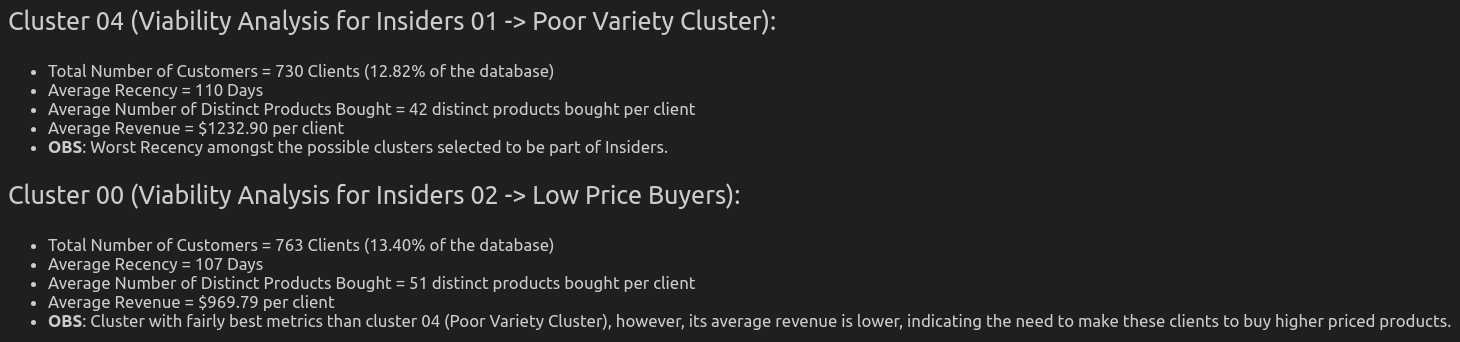 Cluster 04 (Viability Analysis for Insiders 01 -> Poor Variety Cluster):
• Total Number of Customers = 730 Clients (12.82% of the database)
• Average Recency = 110 Days
• Average Number of Distinct Products Bought = 42 distinct products bought per client
• Average Revenue = $1232.90 per client
• OBS: Worst Recency amongst the possible clusters selected to be part of Insiders.
Cluster 00 (Viability Analysis for Insiders 02 -> Low Price Buyers):
• Total Number of Customers = 763 Clients (13.40% of the database)
• Average Recency = 107 Days
• Average Number of Distinct Products Bought = 51 distinct products bought per client
• Average Revenue = $969.79 per client
• OBS: Cluster with fairly best metrics than cluster 04 (Poor Variety Cluster), however, its average revenue is lower, indicating the need to make these clients to buy higher priced products.